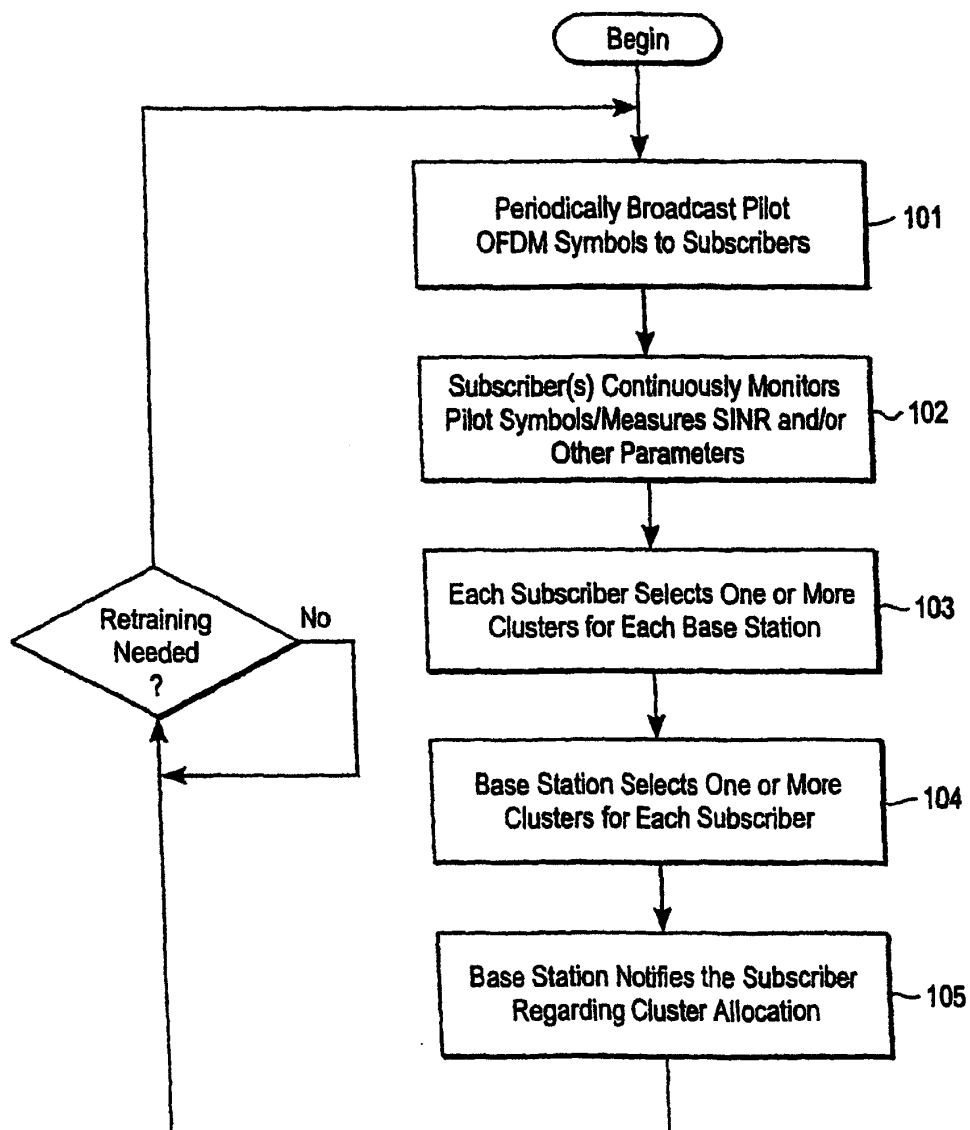 Begin
Periodically Broadcast Pilot
OFDM Symbols to Subscribers
101
Subscriber(s) Continuously Monitors
Pilot Symbols/Measures SINR and/or
Other Parameters
102
Each Subscriber Selects One or More
Clusters for Each Base Station
103
Retraining
Needed
?
No
Base Station Selects One or More
Clusters for Each Subscriber
104
Base Station Notifies the Subscriber
Regarding Cluster Allocation
105